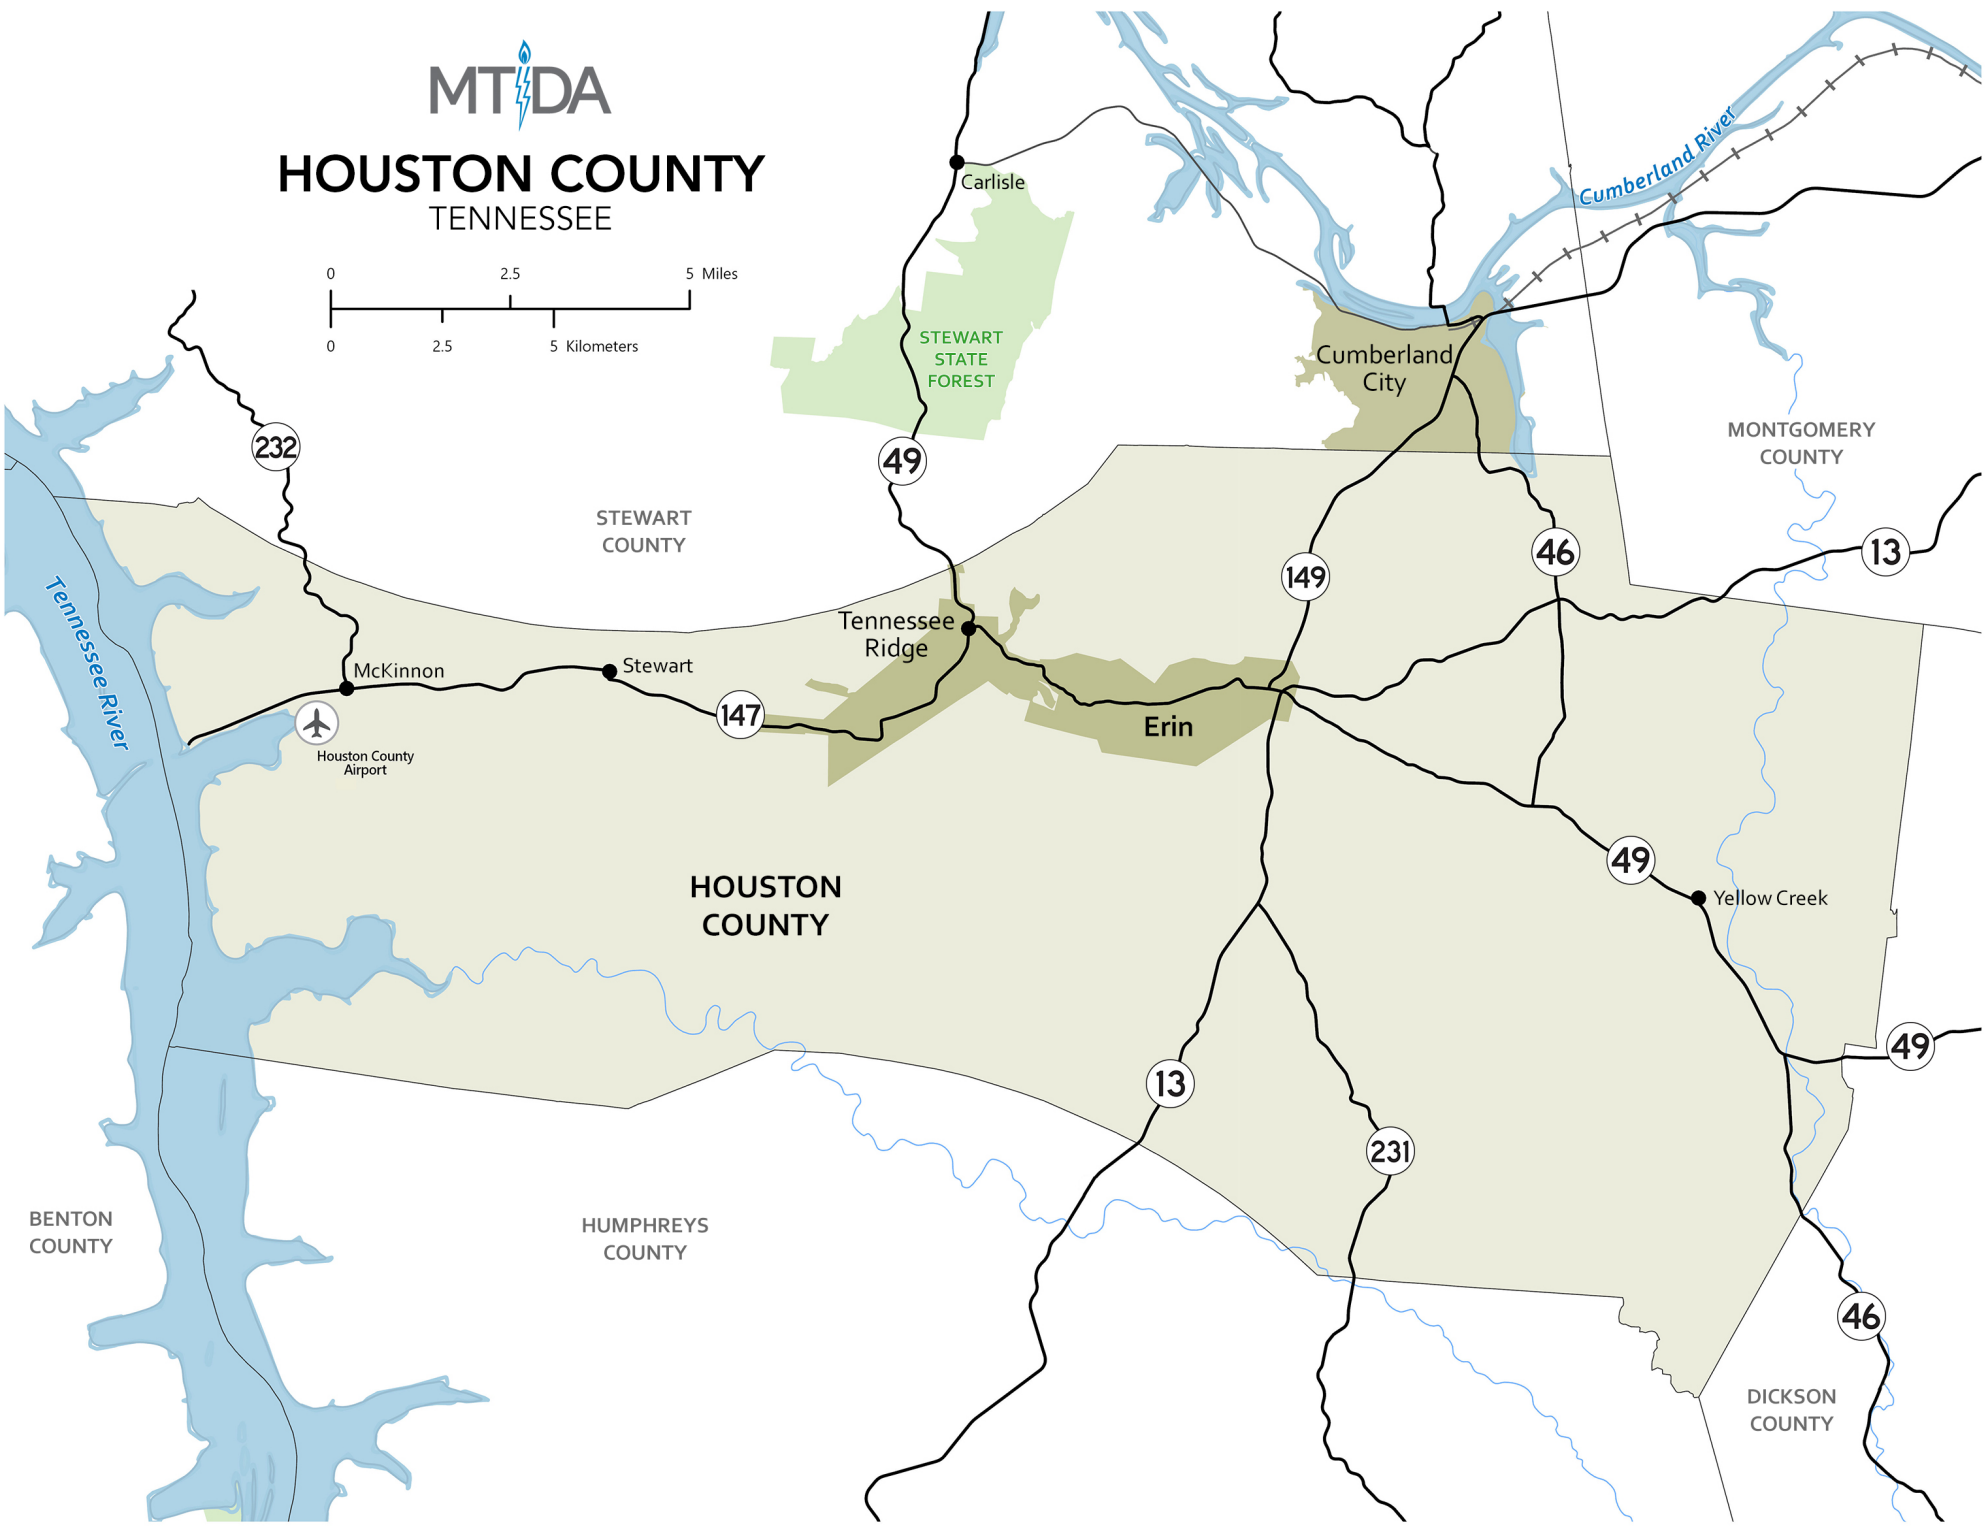 MTIDA
HOUSTON COUNTY
TENNESSEE
0 2.5 5 Miles
0 2.5 5 Kilometers
Carlisle
STEWART
STATE
FOREST
Cumberland River
Cumberland
City
MONTGOMERY
COUNTY
232
49
STEWART
COUNTY
149
46
13
Tennessee River
Tennessee
Ridge
McKinnon
Stewart
147
Erin
Houston County
Airport
HOUSTON
COUNTY
49
Yellow Creek
49
13
231
BENTON
COUNTY
HUMPHREYS
COUNTY
46
DICKSON
COUNTY